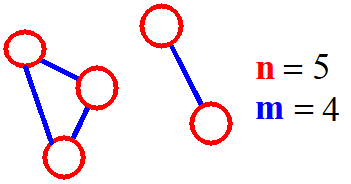 n = 5
m = 4